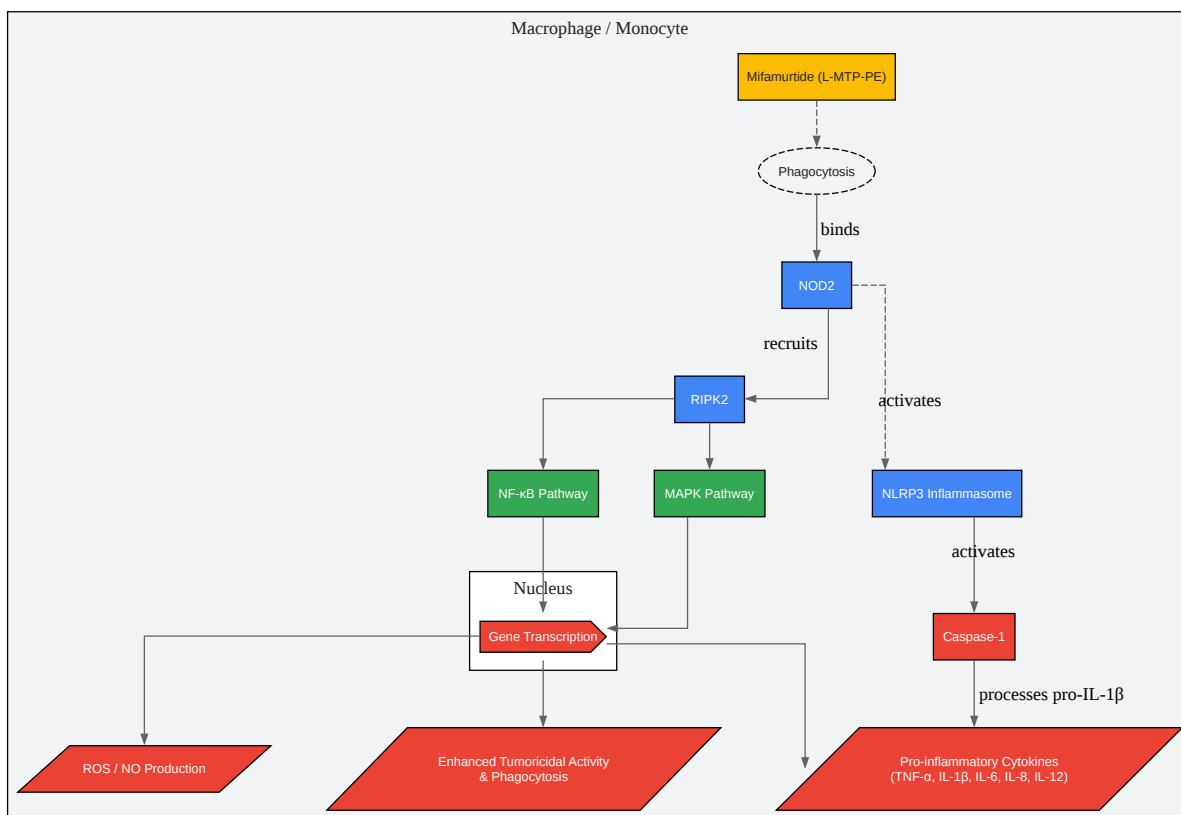 Macrophage / Monocyte
Mifamurtide (L-MTP-PE)
Phagocytosis
binds
NOD2
recruits
RIPK2
activates
NF-κB Pathway
MAPK Pathway
NLRP3 Inflammasome
activates
Nucleus
Gene Transcription
Caspase-1
processes pro-IL-1β
ROS / NO Production
Enhanced Tumoricidal Activity
& Phagocytosis
Pro-inflammatory Cytokines
(TNF-α, IL-1β, IL-6, IL-8, IL-12)